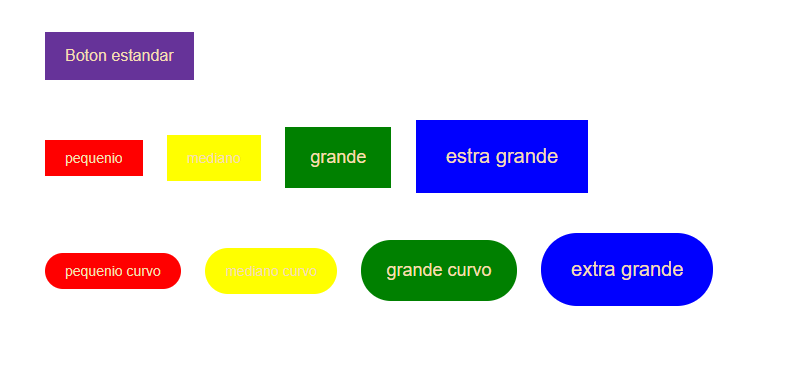 Boton estandar
pequenio
mediano
grande
estra grande
pequenio curvo
mediano curvo
grande curvo
extra grande